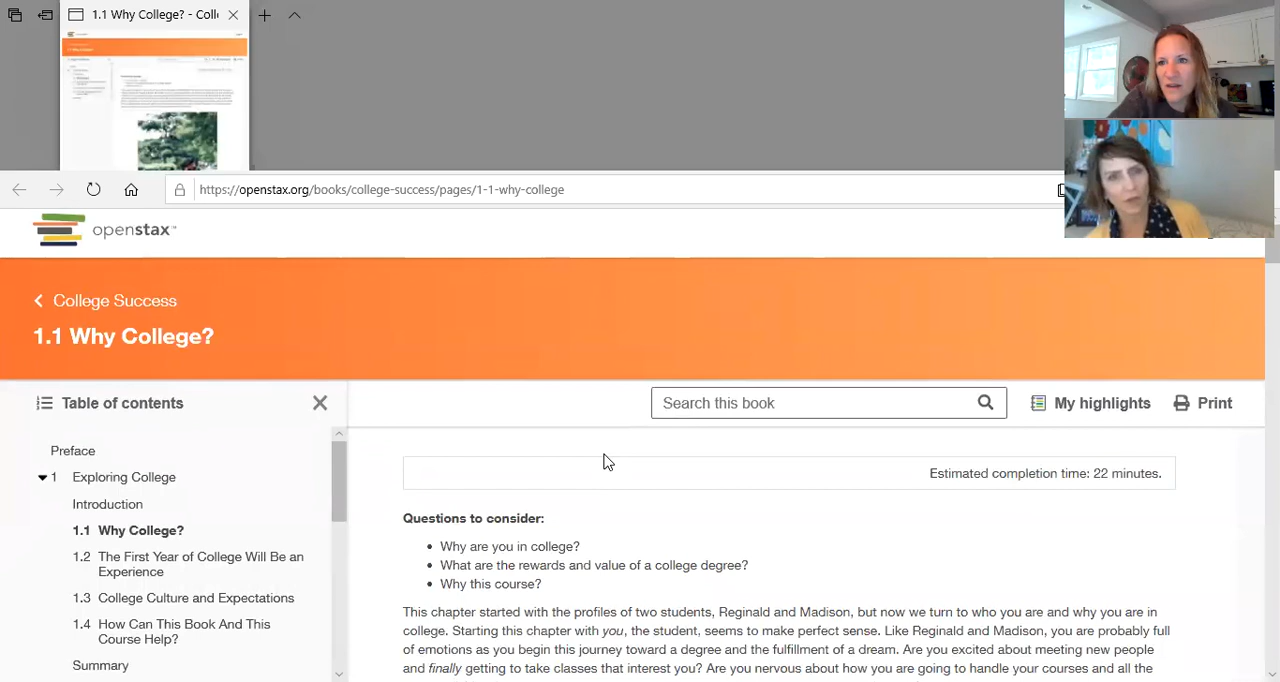 1.1 Why College? - Coll
https://openstax.org/books/college-success/pages/1-1-why-college
openstax™
College Success
1.1 Why College?
Table of contents
Search this book
My highlights
Print
Preface
1 Exploring College
Introduction
1.1 Why College?
1.2 The First Year of College Will Be an
Experience
1.3 College Culture and Expectations
1.4 How Can This Book And This
Course Help?
Summary
Estimated completion time: 22 minutes.
Questions to consider:
• Why are you in college?
• What are the rewards and value of a college degree?
• Why this course?
This chapter started with the profiles of two students, Reginald and Madison, but now we turn to who you are and why you are in
college. Starting this chapter with you, the student, seems to make perfect sense. Like Reginald and Madison, you are probably full
of emotions as you begin this journey toward a degree and the fulfillment of a dream. Are you excited about meeting new people
and finally getting to take classes that interest you? Are you nervous about how you are going to handle your courses and all the